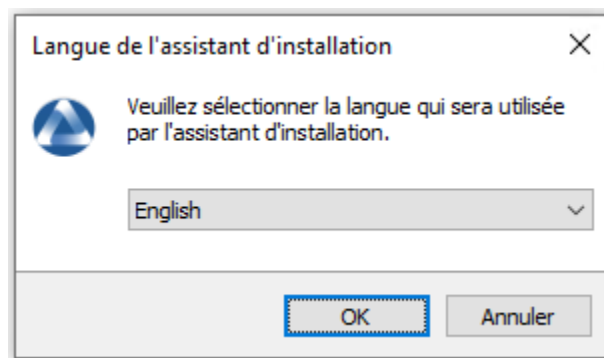 Langue de l'assistant d'installation
Veuillez sélectionner la langue qui sera utilisée
par l'assistant d'installation.
English
OK
Annuler